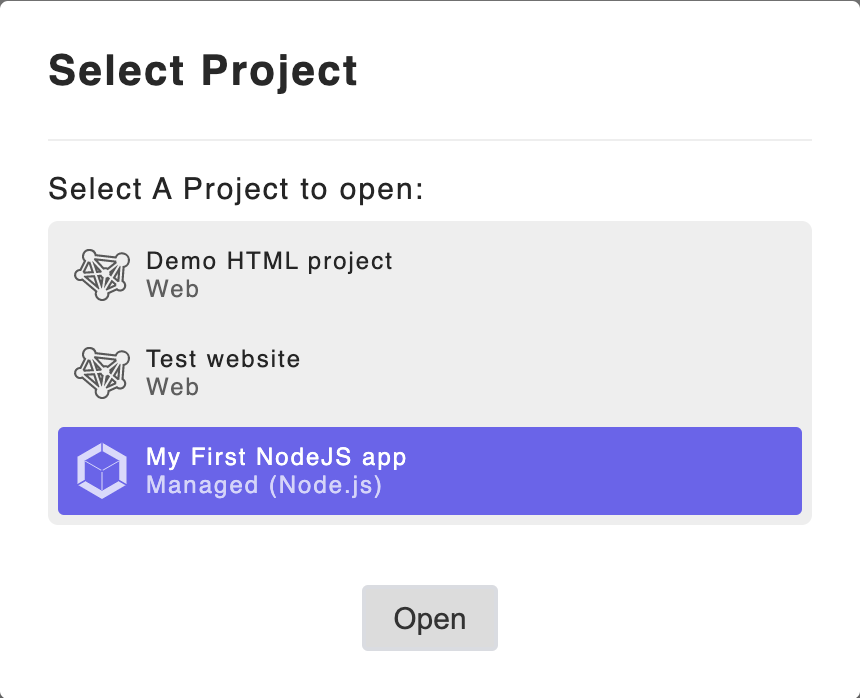 Select Project
Select A Project to open:
Demo HTML project
Web
Test website
Web
My First NodeJS app
Managed (Node.js)
Open